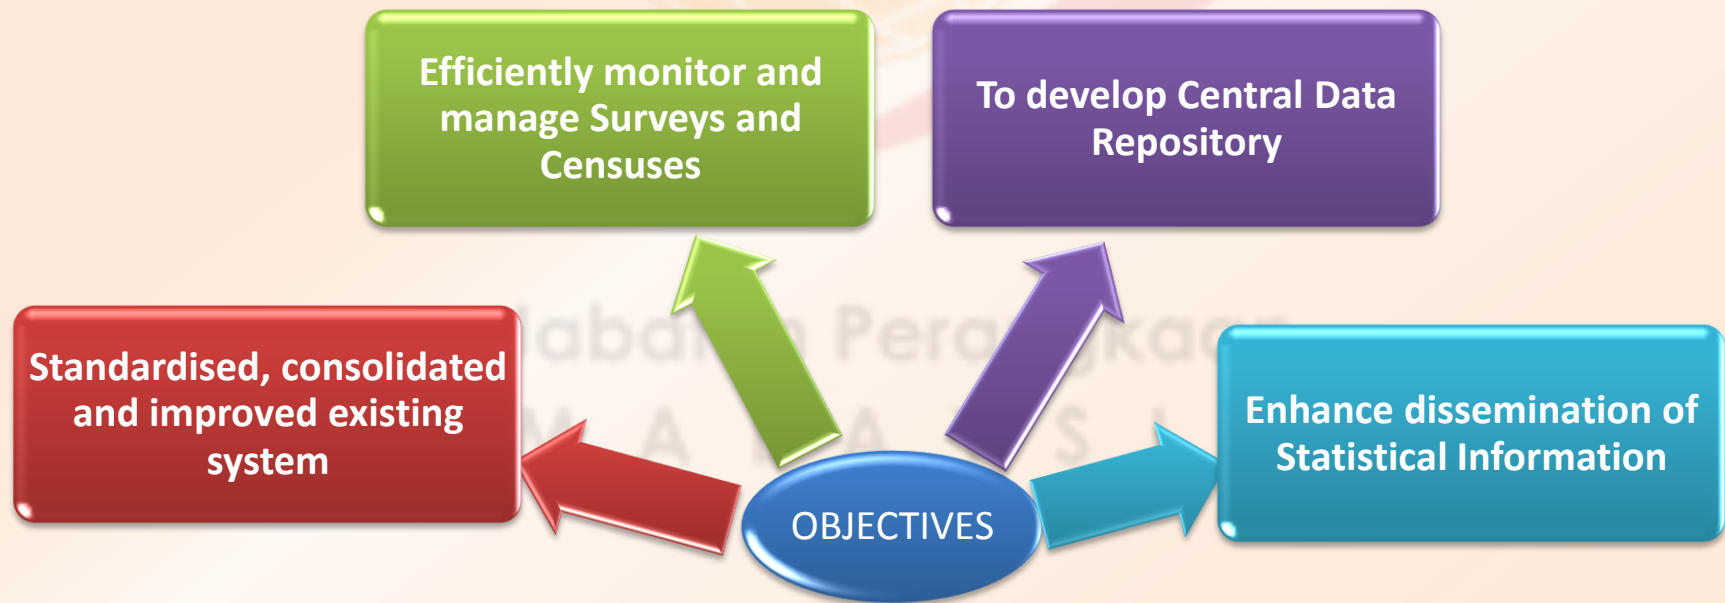 Efficiently monitor and
manage Surveys and
Censuses
To develop Central Data
Repository
Standardised, consolidated
and improved existing
system
Enhance dissemination of
Statistical Information
OBJECTIVES